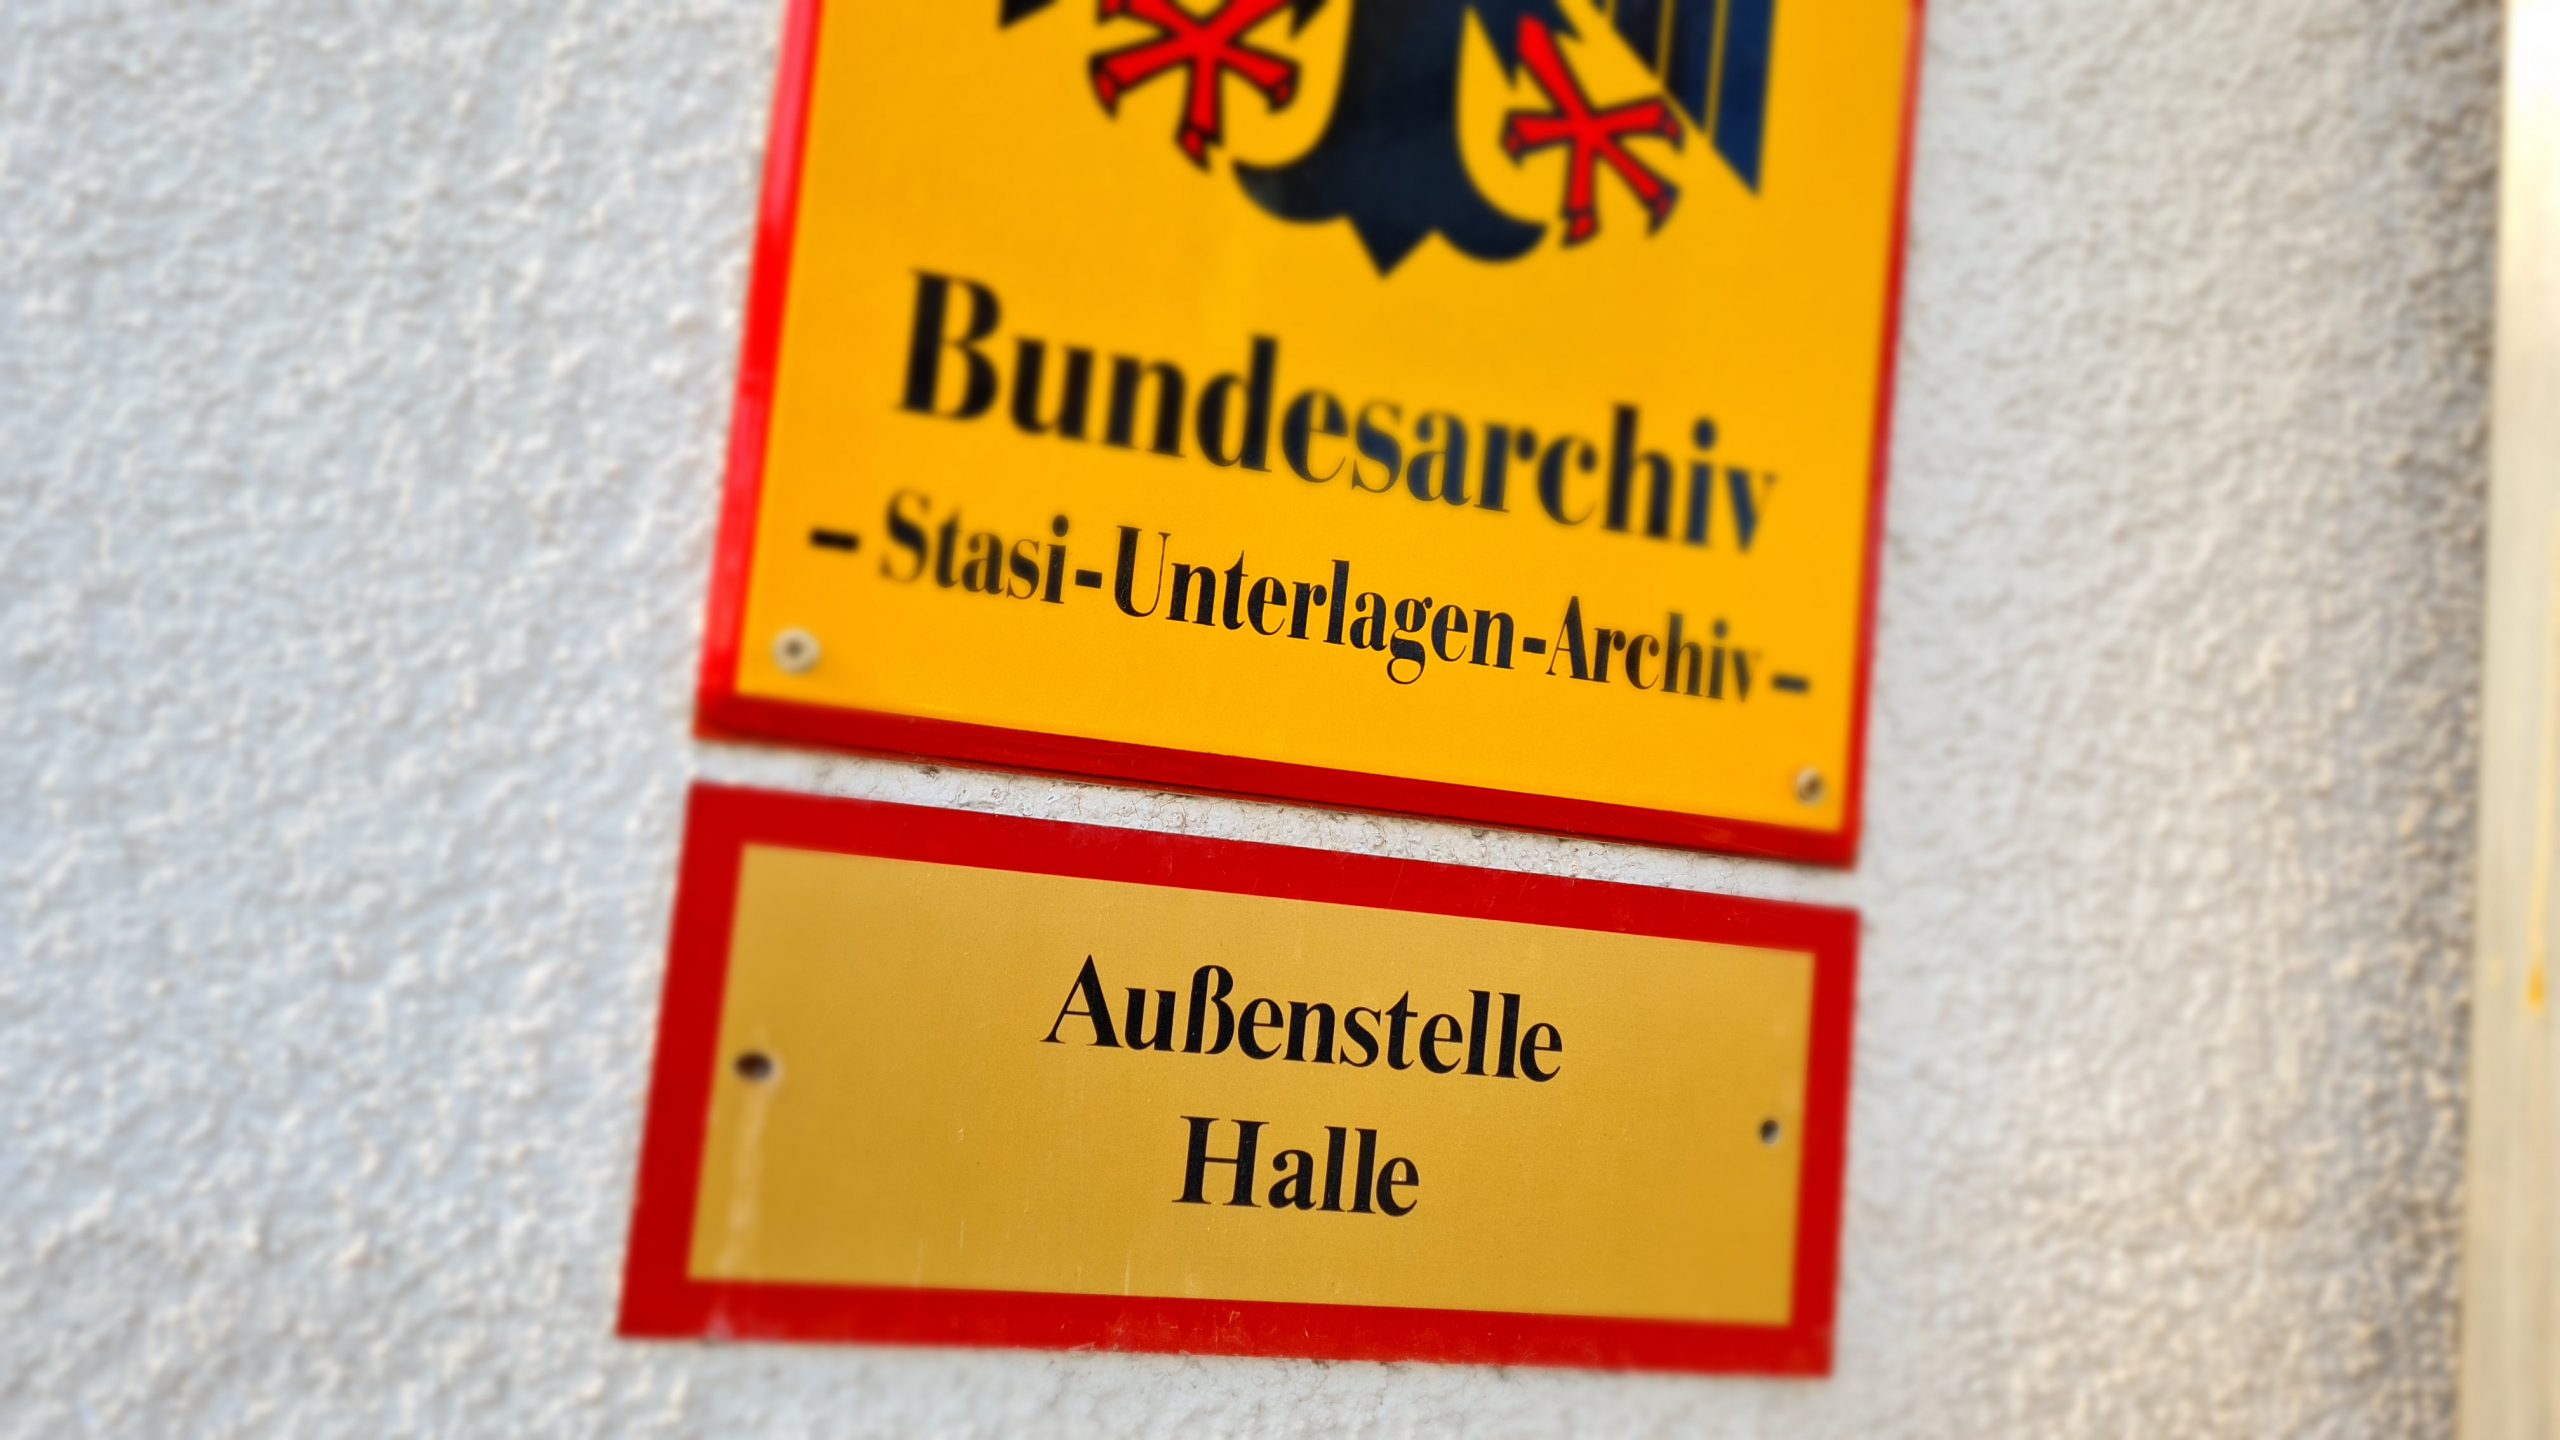 Bundesarchiv
– Stasi-Unterlagen-Archiv –
Außenstelle
Halle